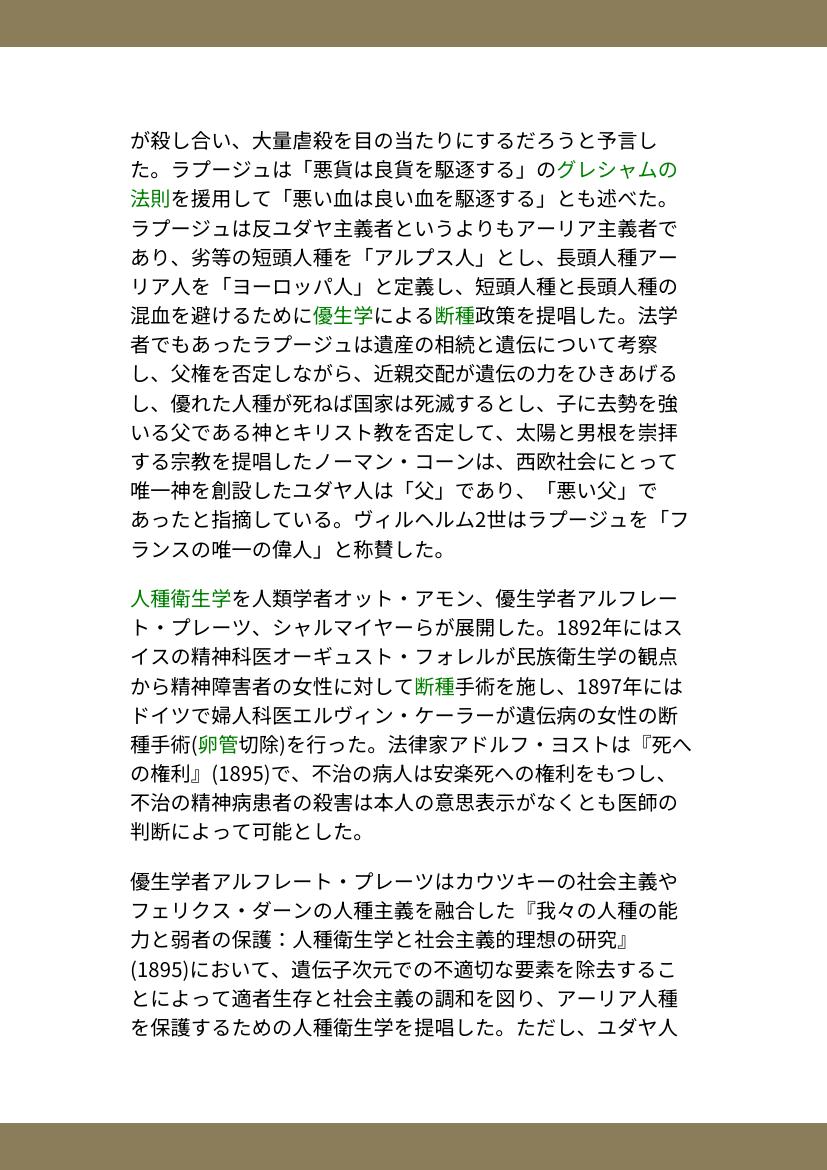 が殺し合い、大量虐殺を目の当たりにするだろうと予言し
た。ラプージュは「悪貨は良貨を駆逐する」のグレシャムの
法則を援用して「悪い血は良い血を駆逐する」とも述べた。
ラプージュは反ユダヤ主義者というよりもアーリア主義者で
あり、劣等の短頭人種を「アルプス人」とし、長頭人種アー
リア人を「ヨーロッパ人」と定義し、短頭人種と長頭人種の
混血を避けるために優生学による断種政策を提唱した。法学
者でもあったラプージュは遺産の相続と遺伝について考察
し、父権を否定しながら、近親交配が遺伝の力をひきあげる
し、優れた人種が死ねば国家は死滅するとし、子に去勢を強
いる父である神とキリスト教を否定して、太陽と男根を崇拝
する宗教を提唱したノーマン・コーンは、西欧社会にとって
唯一神を創設したユダヤ人は「父」であり、「悪い父」で
あったと指摘している。ヴィルヘルム2世はラプージュを「フ
ランスの唯一の偉人」と称賛した。
人種衛生学を人類学者オット・アモン、優生学者アルフレー
ト・プレーツ、シャルマイヤーらが展開した。1892年にはス
イスの精神科医オーギュスト・フォレルが民族衛生学の観点
から精神障害者の女性に対して断種手術を施し、1897年には
ドイツで婦人科医エルヴィン・ケーラーが遺伝病の女性の断
種手術(卵管切除)を行った。法律家アドルフ・ヨストは『死へ
の権利』(1895)で、不治の病人は安楽死への権利をもつし、
不治の精神病患者の殺害は本人の意思表示がなくとも医師の
判断によって可能とした。
優生学者アルフレート・プレーツはカウツキーの社会主義や
フェリクス・ダーンの人種主義を融合した『我々の人種の能
力と弱者の保護：人種衛生学と社会主義的理想の研究』
(1895)において、遺伝子次元での不適切な要素を除去するこ
とによって適者生存と社会主義の調和を図り、アーリア人種
を保護するための人種衛生学を提唱した。ただし、ユダヤ人